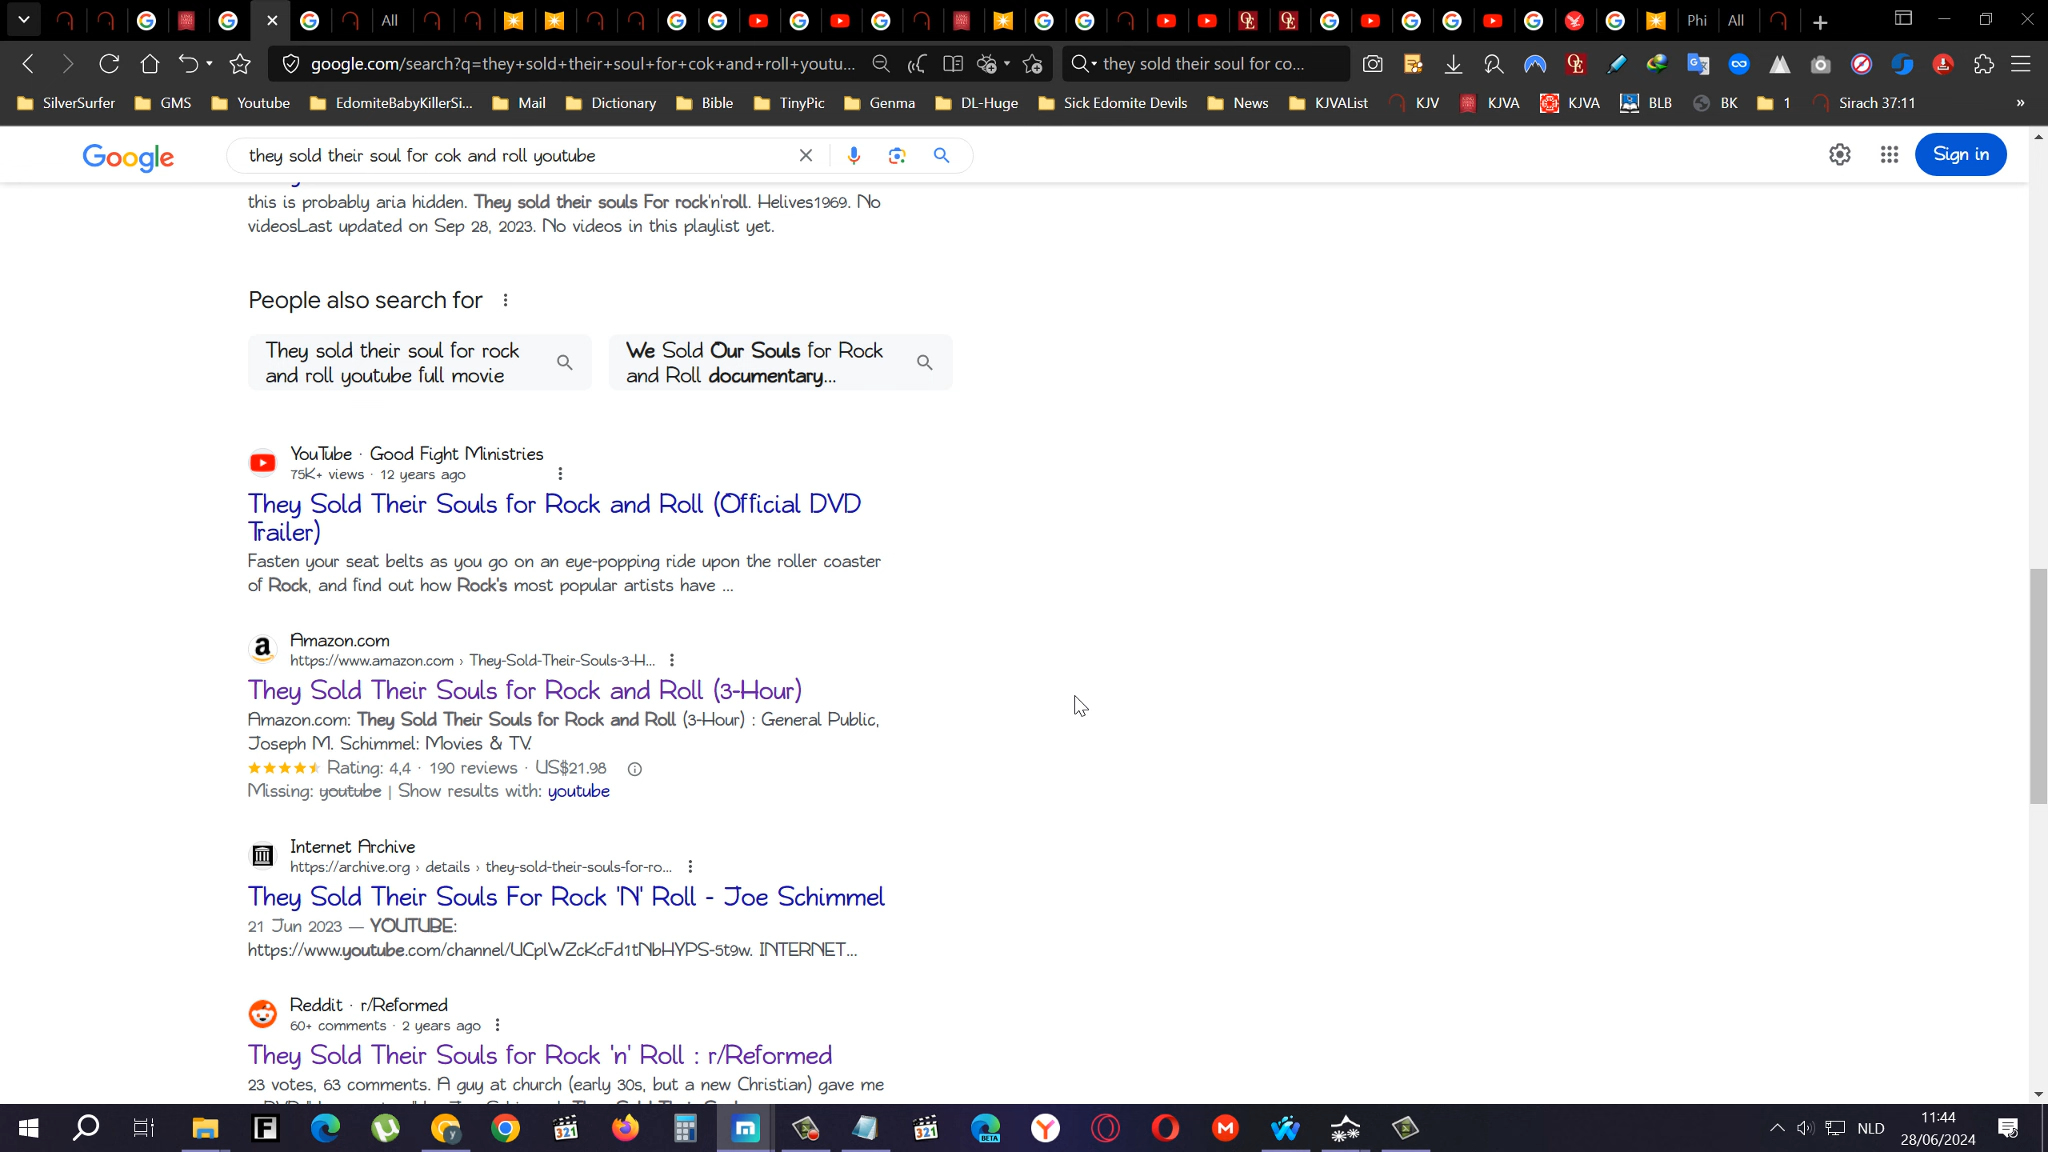 All
Phi
All
google.com/search?q=they+sold+their+soul+for+cok+and+roll+youtu...
they sold their soul for co...
SilverSurfer
GMS
Youtube
EdomiteBabyKillerSi...
Mail
Dictionary
Bible
TinyPic
Genma
DL-Huge
Sick Edomite Devils
News
KJVAList
KJV
KJVA
KJVA
BLB
BK
1
Sirach 37:11
»
Google
they sold their soul for cok and roll youtube
Sign in
this is probably aria hidden. They sold their souls For rock'n'roll. Helives1969. No
videosLast updated on Sep 28, 2023. No videos in this playlist yet.
People also search for
They sold their soul for rock
and roll youtube full movie
We Sold Our Souls for Rock
and Roll documentary...
YouTube · Good Fight Ministries
75K+ views · 12 years ago
They Sold Their Souls for Rock and Roll (Official DVD
Trailer)
Fasten your seat belts as you go on an eye-popping ride upon the roller coaster
of Rock, and find out how Rock's most popular artists have ...
Amazon.com
https://www.amazon.com › They-Sold-Their-Souls-3-H...
They Sold Their Souls for Rock and Roll (3-Hour)
Amazon.com: They Sold Their Souls for Rock and Roll (3-Hour) : General Public,
Joseph M. Schimmel: Movies & TV.
Rating: 4,4 · 190 reviews · US$21.98
Missing: youtube | Show results with: youtube
Internet Archive
https://archive.org › details › they-sold-their-souls-for-ro...
They Sold Their Souls For Rock 'N' Roll - Joe Schimmel
21 Jun 2023 — YOUTUBE:
https://www.youtube.com/channel/UCplWZcKcFd1tNbHYPS-5t9w. INTERNET...
Reddit · r/Reformed
60+ comments · 2 years ago
They Sold Their Souls for Rock 'n' Roll : r/Reformed
23 votes, 63 comments. A guy at church (early 30s, but a new Christian) gave me
NLD
11:44
28/06/2024